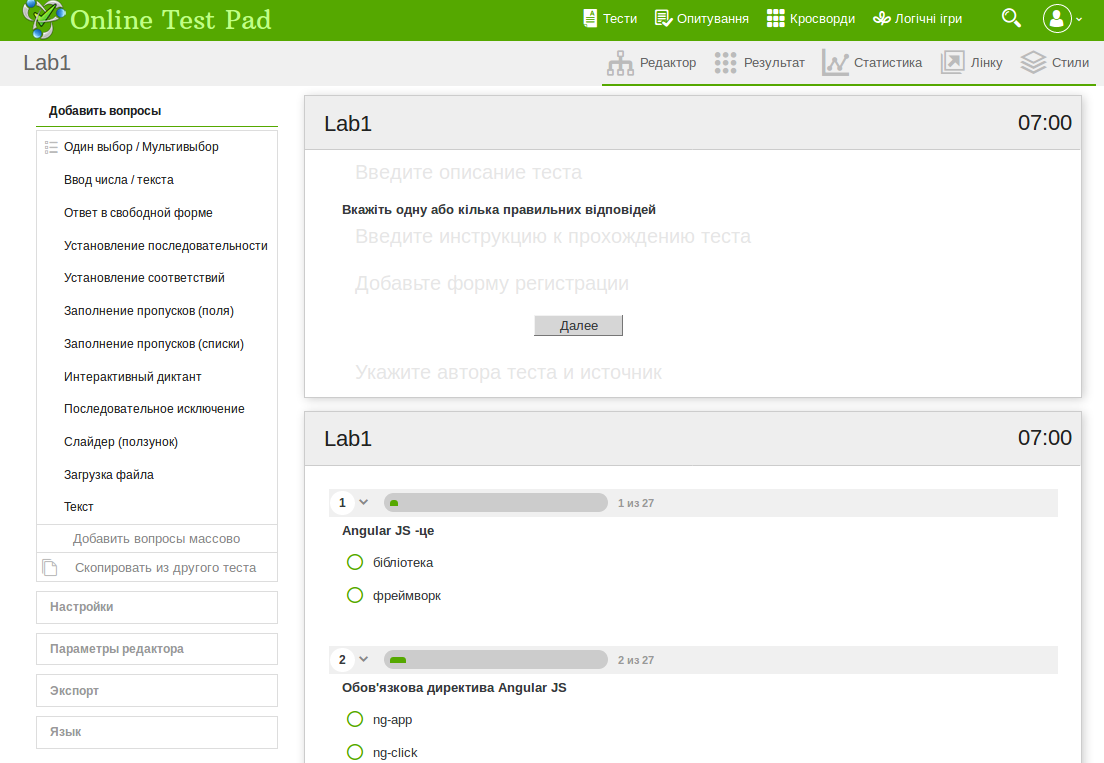 Online Test Pad
Тести
Опитування
Кросворди
Логічні ігри
Lab1
Редактор
Результат
Статистика
Лінку
Стили
Добавить вопросы
Один выбор / Мультивыбор
Ввод числа / текста
Ответ в свободной форме
Установление последовательности
Установление соответствий
Заполнение пропусков (поля)
Заполнение пропусков (списки)
Интерактивный диктант
Последовательное исключение
Слайдер (ползунок)
Загрузка файла
Текст
Добавить вопросы массово
Скопировать из другого теста
Настройки
Параметры редактора
Экспорт
Язык
Lab1 07:00
Введите описание теста
Вкажіть одну або кілька правильних відповідей
Введите инструкцию к прохождению теста
Добавьте форму регистрации
Далее
Укажите автора теста и источник
Lab1 07:00
1 1 из 27
Angular JS -це
бібліотека
фреймворк
2 2 из 27
Обов'язкова директива Angular JS
ng-app
ng-click